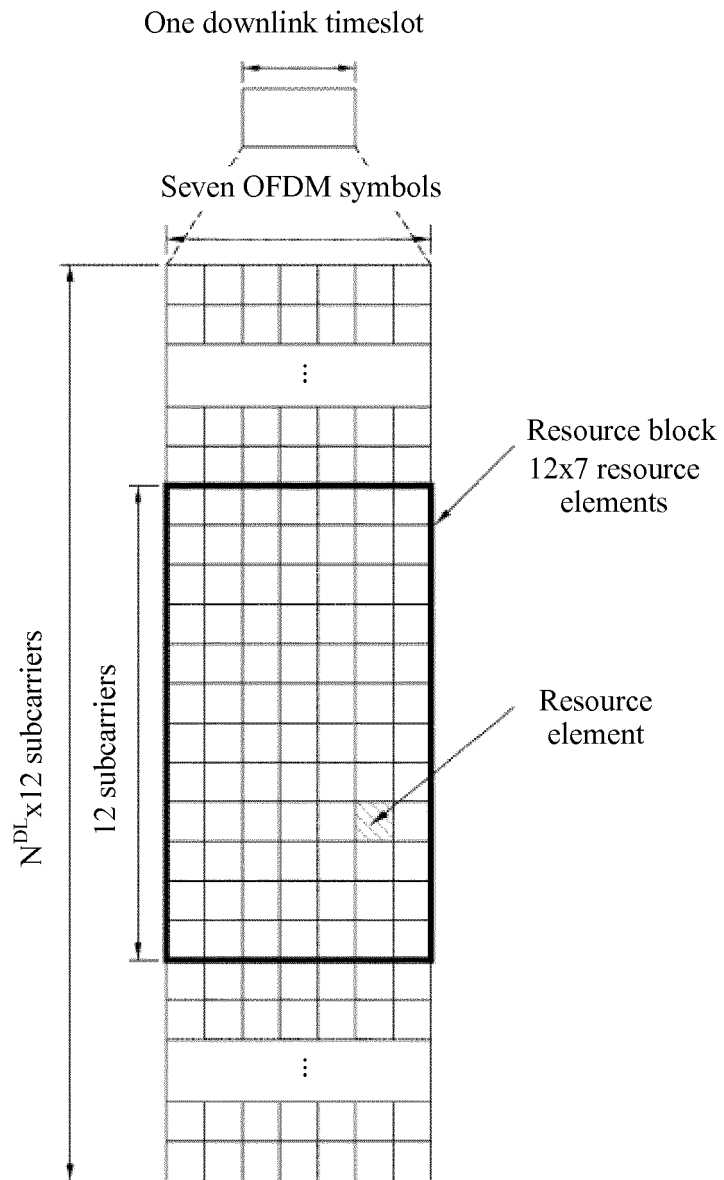 One downlink timeslot
Seven OFDM symbols
⋮
Resource block
12x7 resource
elements
Resource
element
N^DL x12 subcarriers
12 subcarriers
⋮